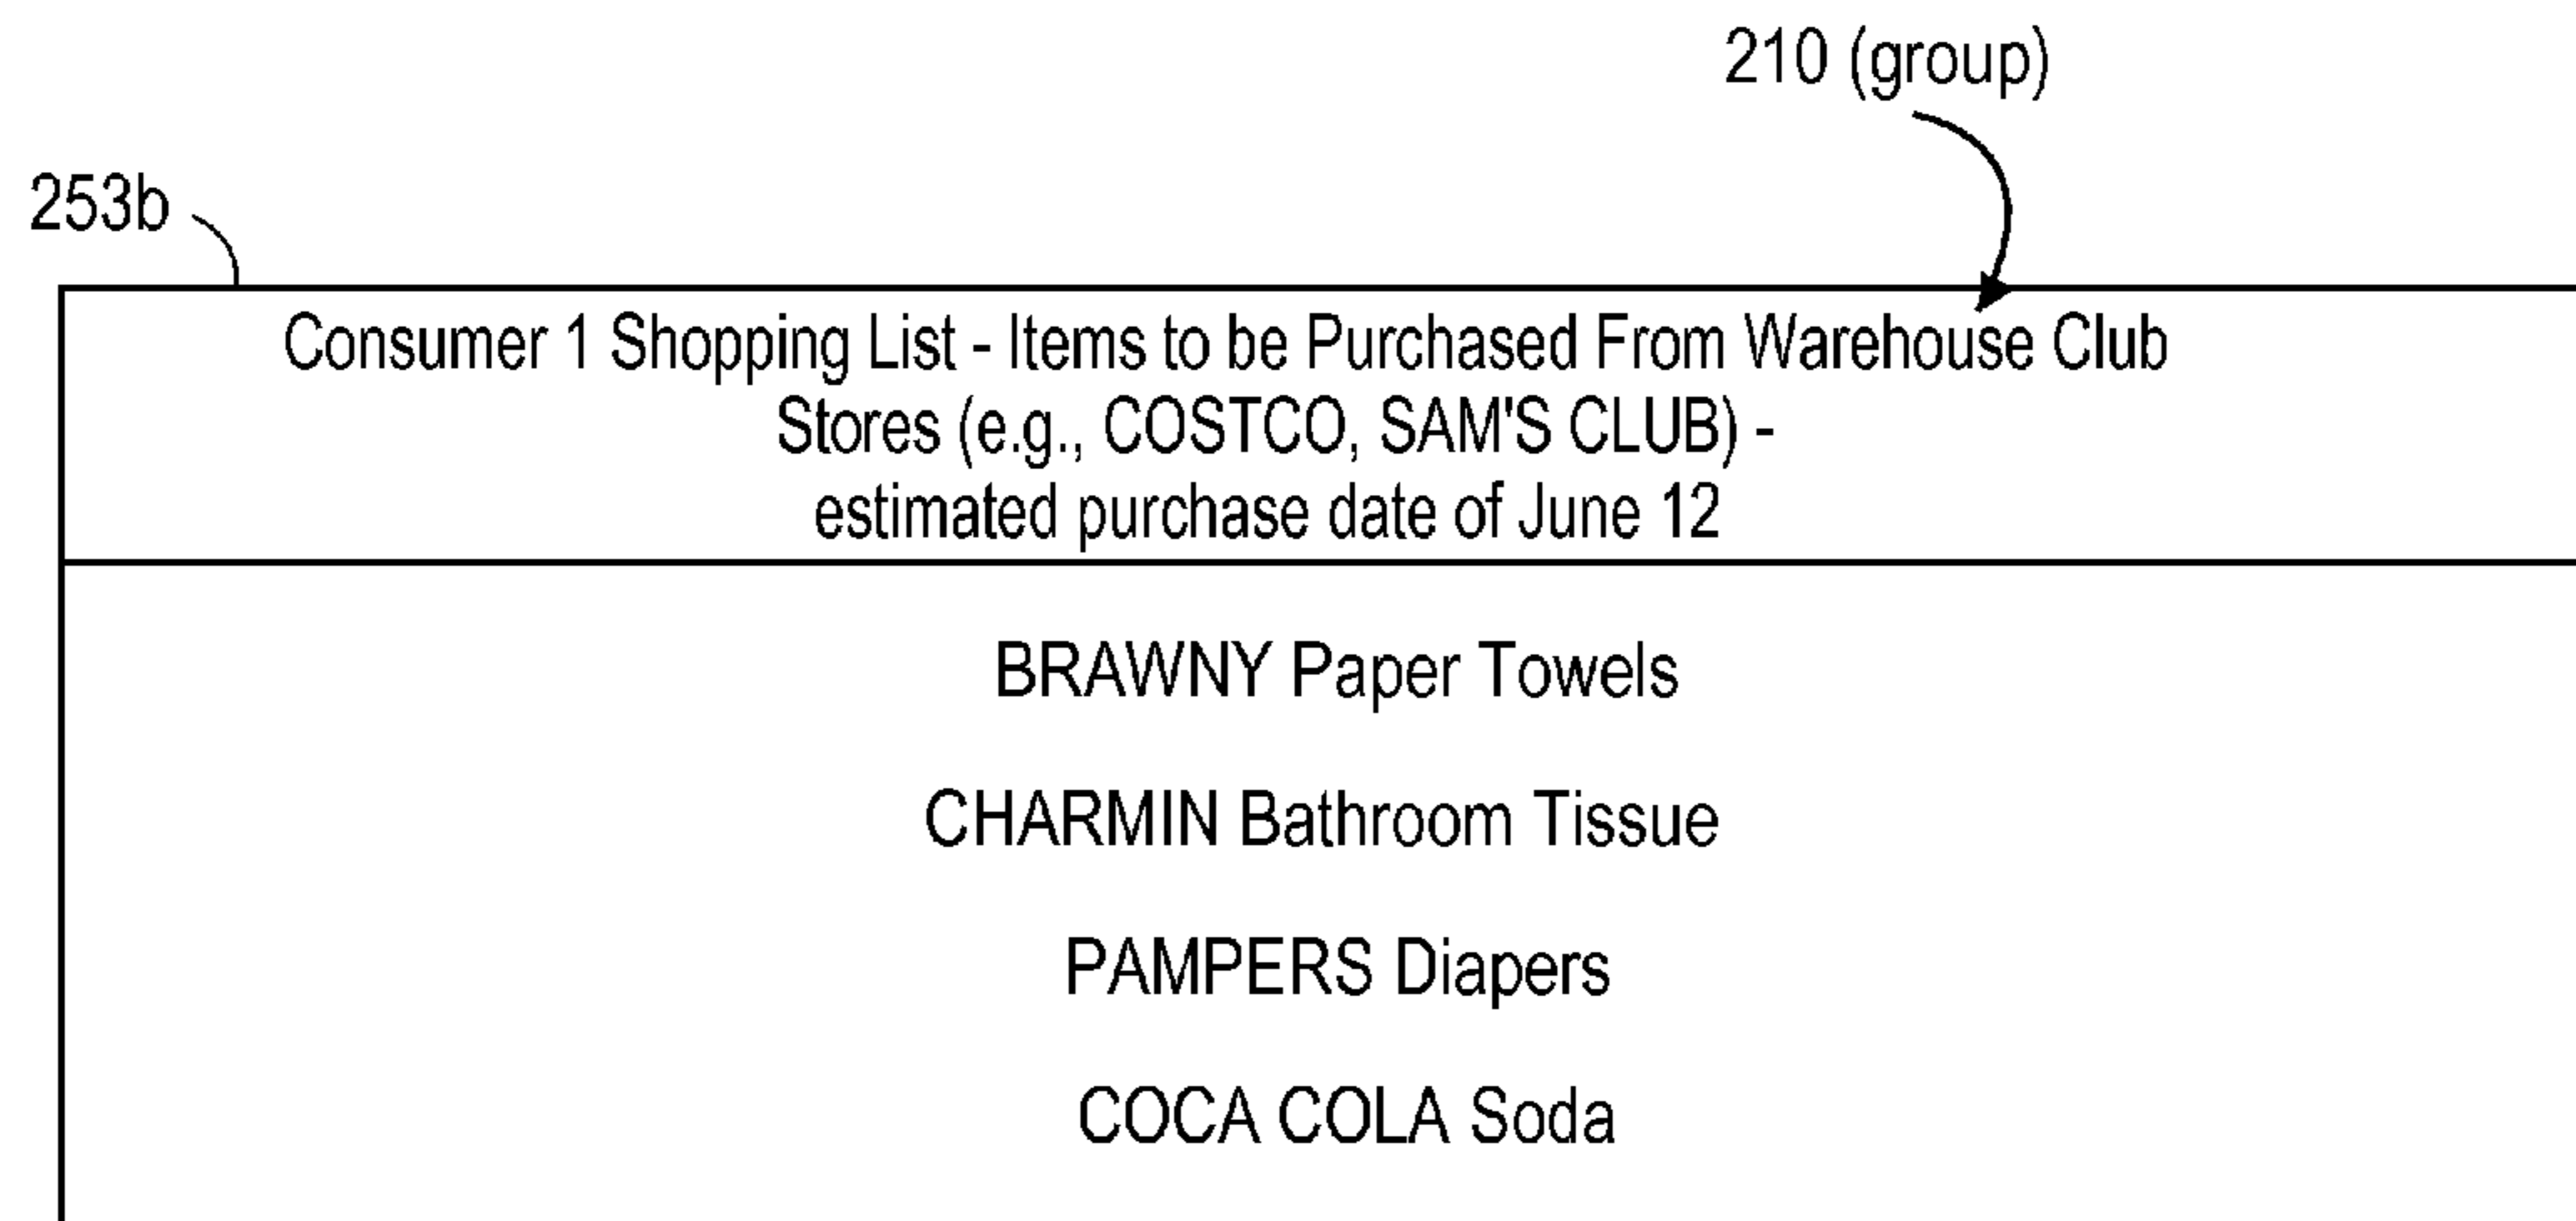 210 (group)
253b
Consumer 1 Shopping List - Items to be Purchased From Warehouse Club
Stores (e.g., COSTCO, SAM'S CLUB) -
estimated purchase date of June 12
BRAWNY Paper Towels
CHARMIN Bathroom Tissue
PAMPERS Diapers
COCA COLA Soda